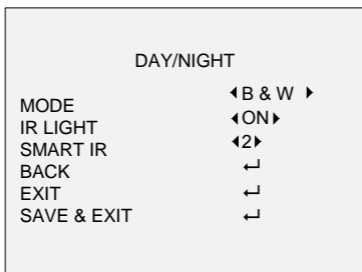 DAY/NIGHT
MODE ◂B & W ▸
IR LIGHT ◂ON▸
SMART IR ◂2▸
BACK ↵
EXIT ↵
SAVE & EXIT ↵